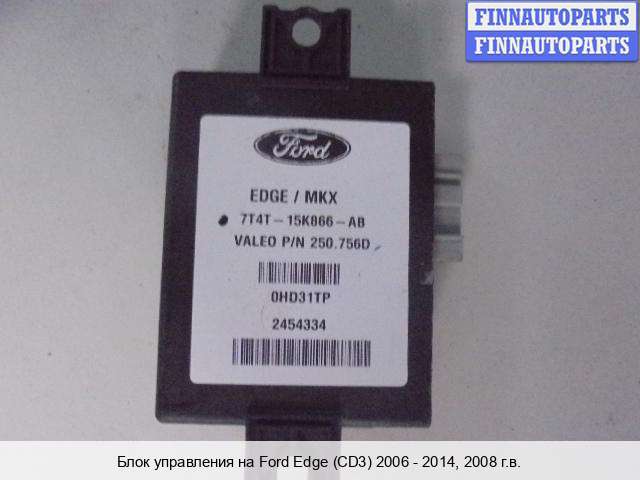 FINNAUTOPARTS
FINNAUTOPARTS
Ford
EDGE / MKX
7T4T-15K866-AB
VALEO P/N 250.756D
0HD31TP
2454334
Блок управления на Ford Edge (CD3) 2006 - 2014, 2008 г.в.